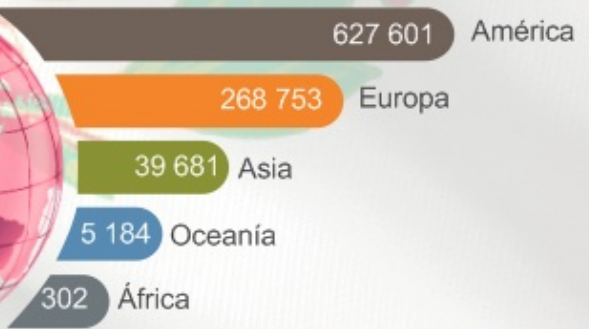 627 601 América
268 753 Europa
39 681 Asia
5 184 Oceanía
302 África